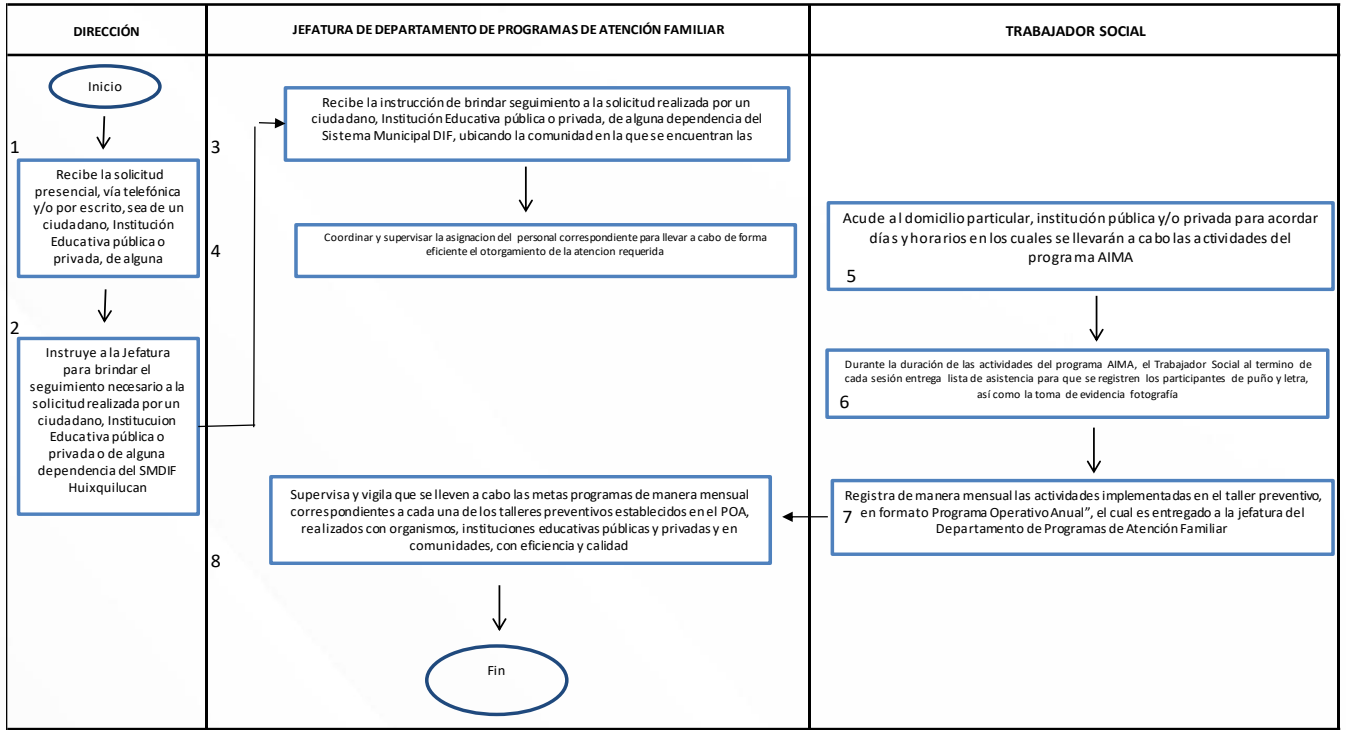 DIRECCIÓN
JEFATURA DE DEPARTAMENTO DE PROGRAMAS DE ATENCIÓN FAMILIAR
TRABAJADOR SOCIAL
Inicio
1
Recibe la solicitud
presencial, vía telefónica
y/o por escrito, sea de un
ciudadano, Institución
Educativa pública o
privada, de alguna
2
Instruye a la Jefatura
para brindar el
seguimiento necesario a la
solicitud realizada por un
ciudadano, Institucuion
Educativa pública o
privada o de alguna
dependencia del SMDIF
Huixquilucan
3
Recibe la instrucción de brindar seguimiento a la solicitud realizada por un
ciudadano, Institución Educativa pública o privada, de alguna dependencia del
Sistema Municipal DIF, ubicando la comunidad en la que se encuentran las
4
Coordinar y supervisar la asignacion del personal correspondiente para llevar a cabo de forma
eficiente el otorgamiento de la atencion requerida
Acude al domicilio particular, institución pública y/o privada para acordar
días y horarios en los cuales se llevarán a cabo las actividades del
programa AIMA
5
Durante la duración de las actividades del programa AIMA, el Trabajador Social al termino de
cada sesión entrega lista de asistencia para que se registren los participantes de puño y letra,
así como la toma de evidencia fotografía
6
Registra de manera mensual las actividades implementadas en el taller preventivo,
en formato Programa Operativo Anual”, el cual es entregado a la jefatura del
Departamento de Programas de Atención Familiar
7
Supervisa y vigila que se lleven a cabo las metas programas de manera mensual
correspondientes a cada una de los talleres preventivos establecidos en el POA,
realizados con organismos, instituciones educativas públicas y privadas y en
comunidades, con eficiencia y calidad
8
Fin